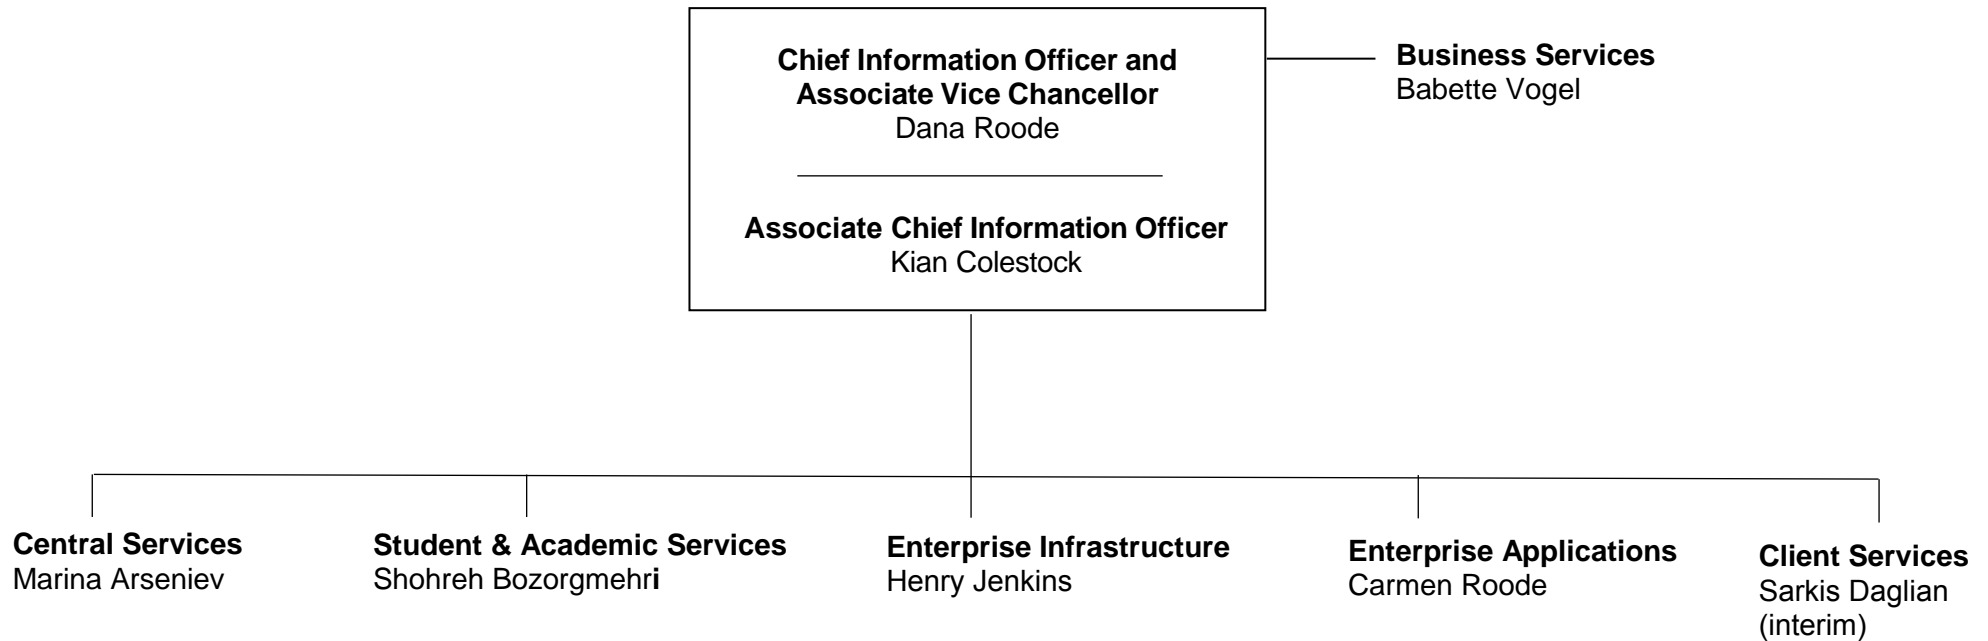 Chief Information Officer and
Associate Vice Chancellor
Dana Roode
Associate Chief Information Officer
Kian Colestock
Business Services
Babette Vogel
Central Services
Marina Arseniev
Student & Academic Services
Shohreh Bozorgmehri
Enterprise Infrastructure
Henry Jenkins
Enterprise Applications
Carmen Roode
Client Services
Sarkis Daglian
(interim)